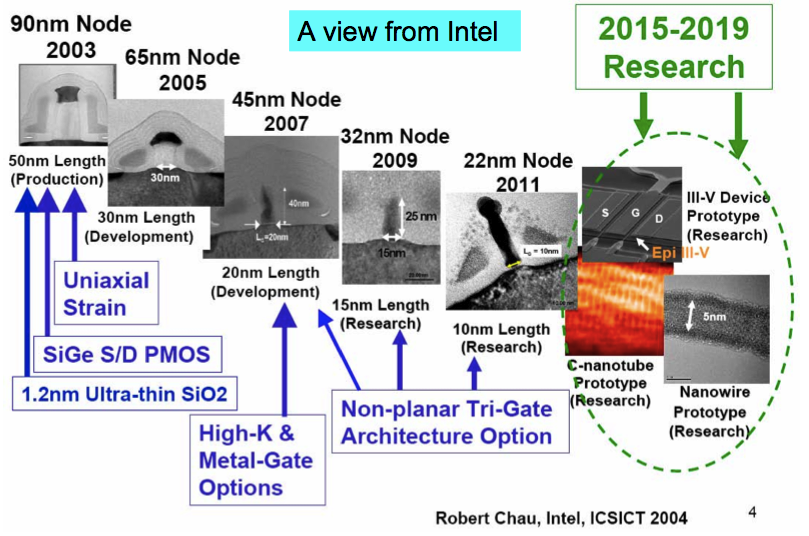 A view from Intel
90nm Node
2003
65nm Node
2005
45nm Node
2007
32nm Node
2009
22nm Node
2011
2015-2019
Research
50nm Length
(Production)
30nm
30nm Length
(Development)
40nm
=20nm
20nm Length
(Development)
25 nm
15nm
15nm Length
(Research)
= 10nm
10nm Length
(Research)
S G D
Epi III-V
III-V Device
Prototype
(Research)
C-nanotube
Prototype
(Research)
5nm
Nanowire
Prototype
(Research)
Uniaxial
Strain
SiGe S/D PMOS
1.2nm Ultra-thin SiO2
High-K &
Metal-Gate
Options
Non-planar Tri-Gate
Architecture Option
Robert Chau, Intel, ICSICT 2004
4